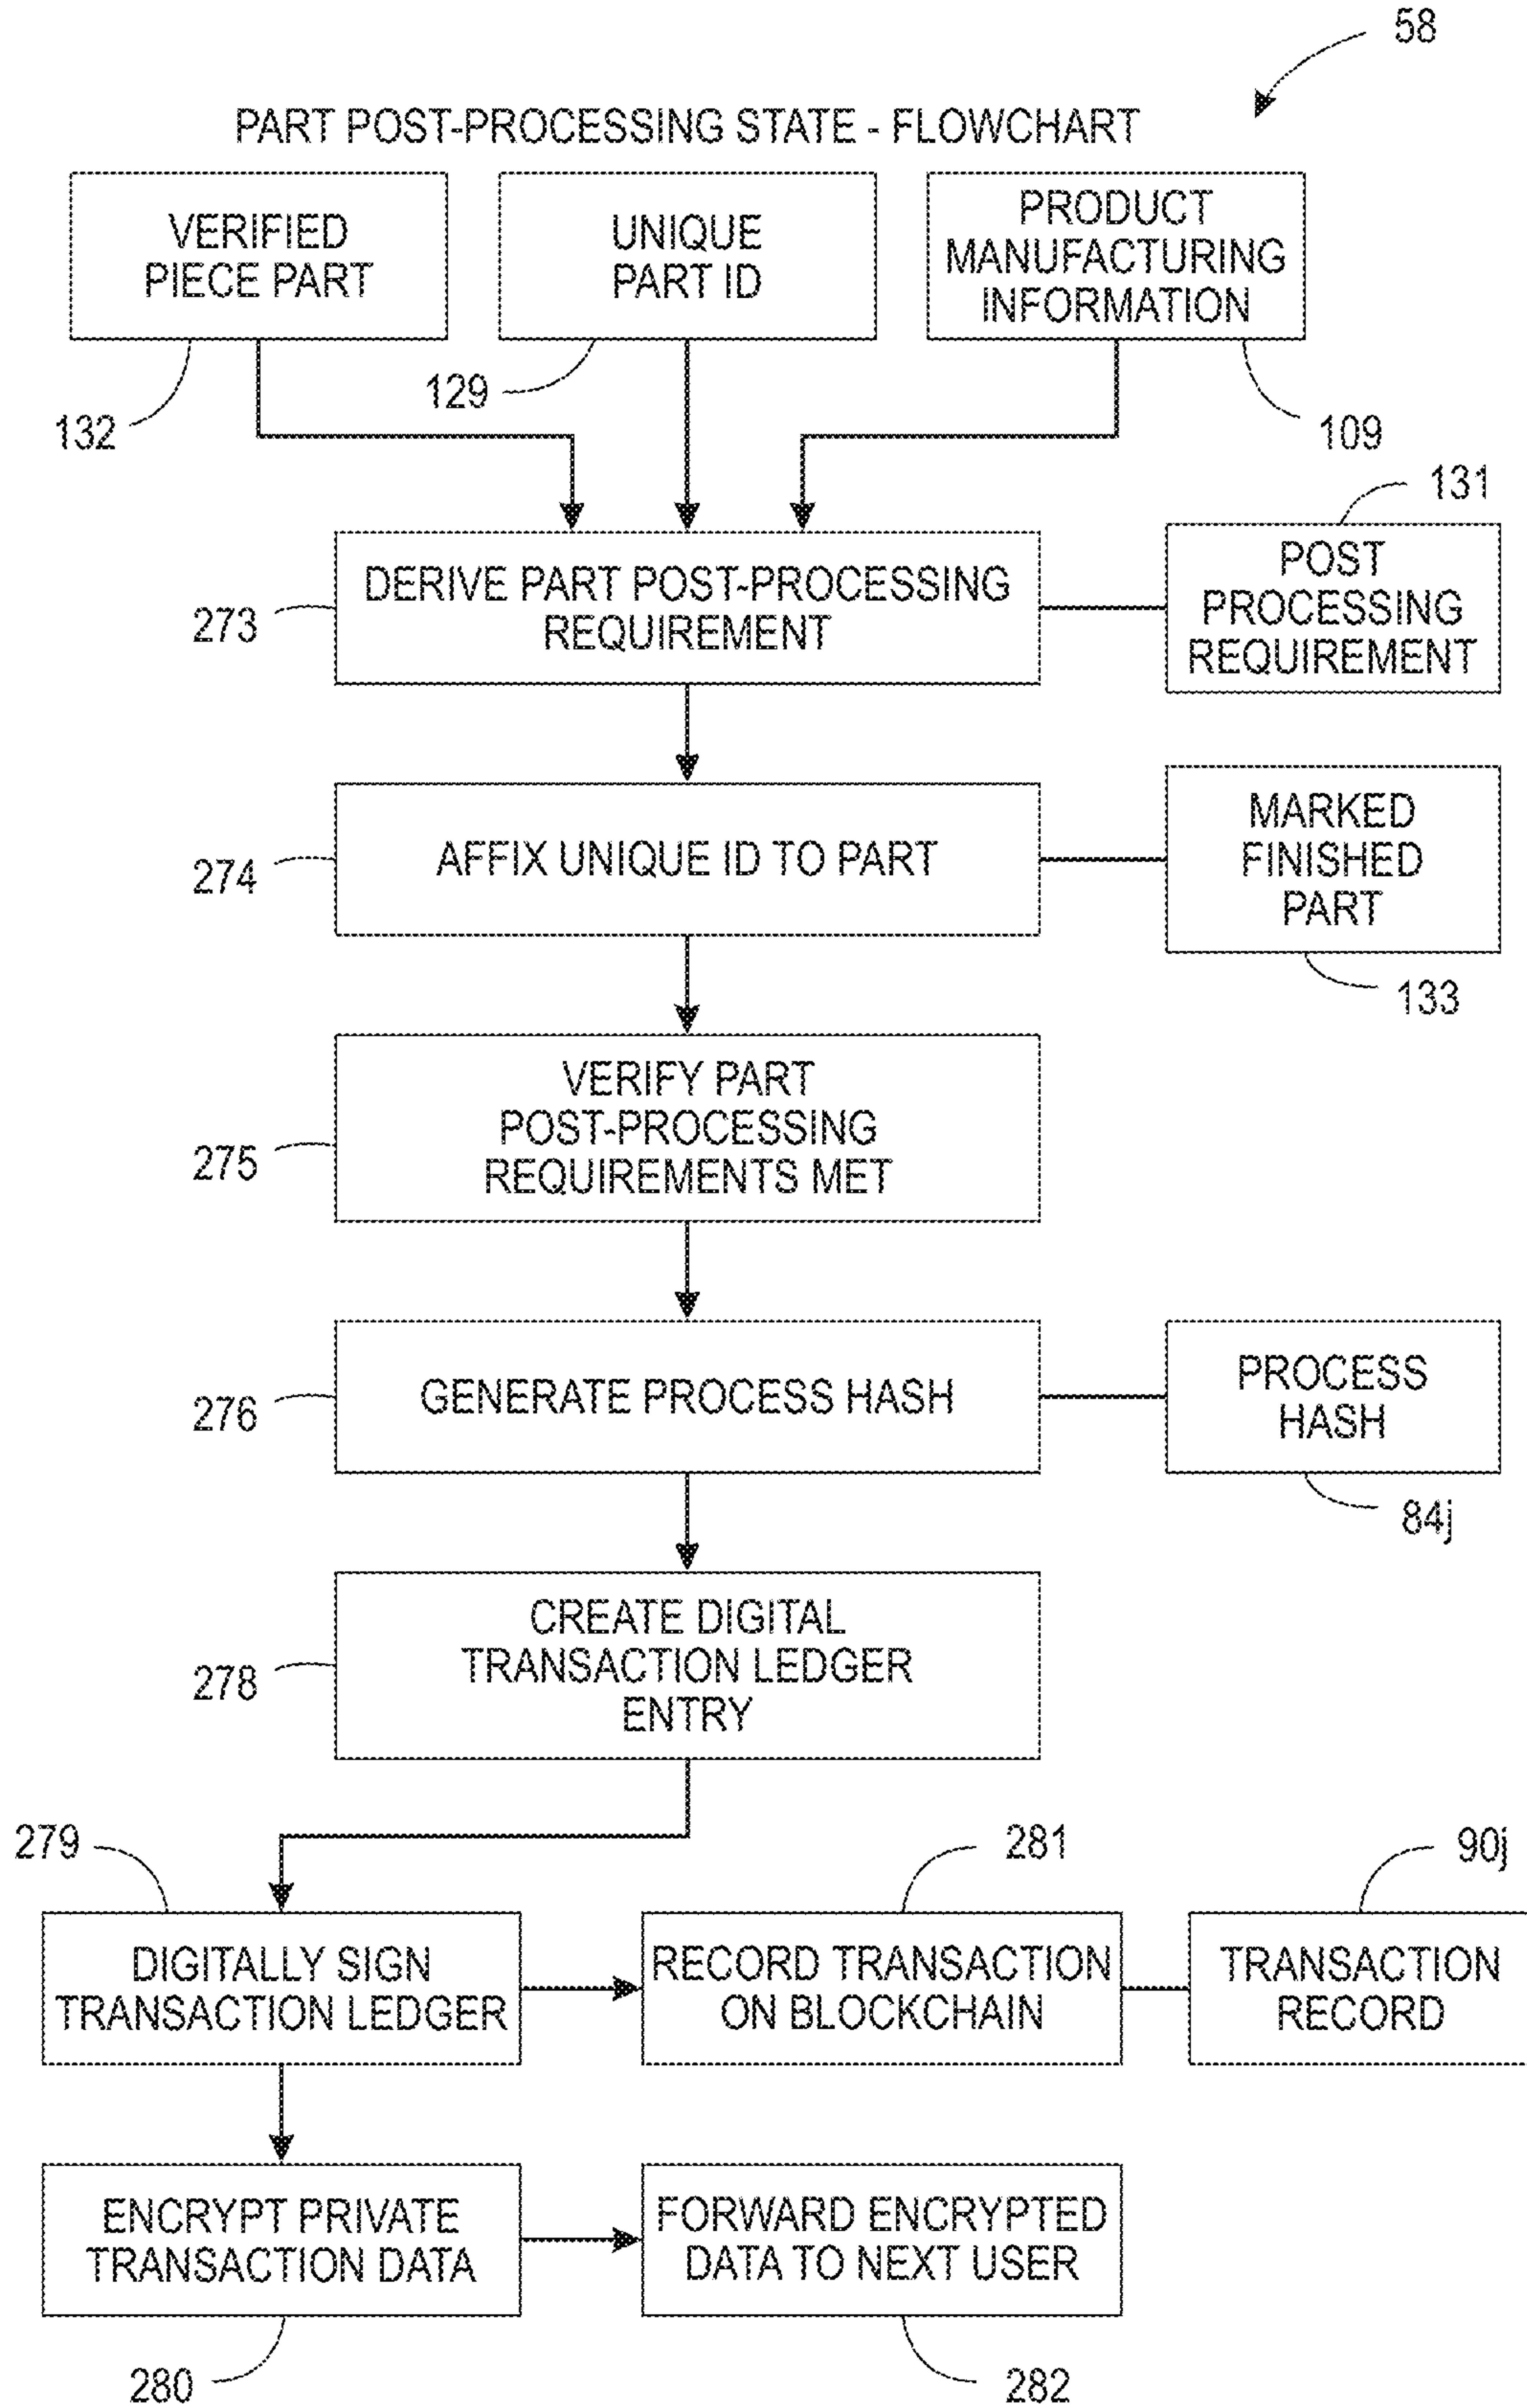 58
PART POST-PROCESSING STATE - FLOWCHART
VERIFIED
PIECE PART
UNIQUE
PART ID
PRODUCT
MANUFACTURING
INFORMATION
132
129
109
131
DERIVE PART POST-PROCESSING
REQUIREMENT
273
POST
PROCESSING
REQUIREMENT
AFFIX UNIQUE ID TO PART
274
MARKED
FINISHED
PART
133
VERIFY PART
POST-PROCESSING
REQUIREMENTS MET
275
GENERATE PROCESS HASH
276
PROCESS
HASH
84j
CREATE DIGITAL
TRANSACTION LEDGER
ENTRY
278
279
281
90j
DIGITALLY SIGN
TRANSACTION LEDGER
RECORD TRANSACTION
ON BLOCKCHAIN
TRANSACTION
RECORD
ENCRYPT PRIVATE
TRANSACTION DATA
FORWARD ENCRYPTED
DATA TO NEXT USER
280
282